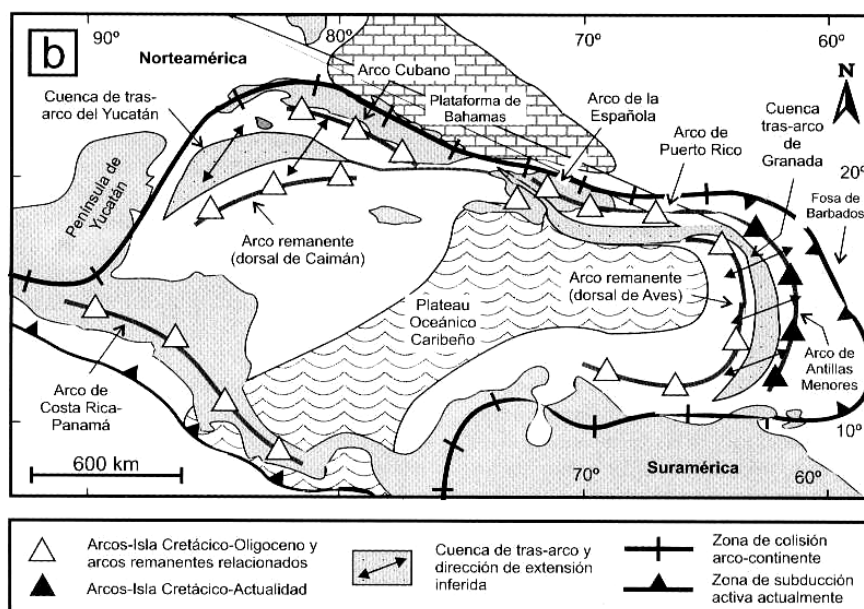 90º
80º
70º
60º
b
Norteamérica
N
Arco Cubano
Cuenca de tras-
arco del Yucatán
Plataforma de
Bahamas
Arco de la
Española
Arco de
Puerto Rico
Cuenca
tras-arco
de
Granada
20º
Fosa de
Barbados
Península de
Yucatán
Arco remanente
(dorsal de Caimán)
Arco remanente
(dorsal de Aves)
Plateau
Oceánico
Caribeño
Arco de
Antillas
Menores
Arco de
Costa Rica-
Panamá
10º
600 km
80º
70º
Suramérica
60º
Arcos-Isla Cretácico-Oligoceno y
arcos remanentes relacionados
Arcos-Isla Cretácico-Actualidad
Cuenca de tras-arco y
dirección de extensión
inferida
Zona de colisión
arco-continente
Zona de subducción
activa actualmente